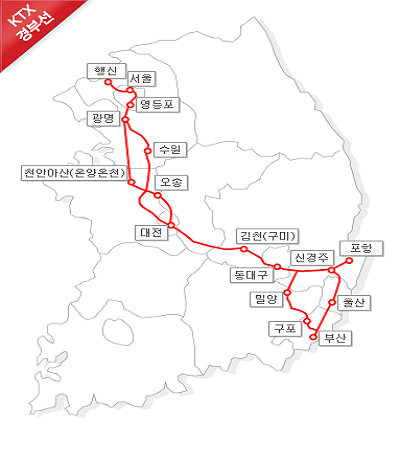 KTX
경부선
행신
서울
영등포
광명
수원
천안아산(온양온천)
오송
대전
김천(구미)
포항
신경주
동대구
밀양
울산
구포
부산